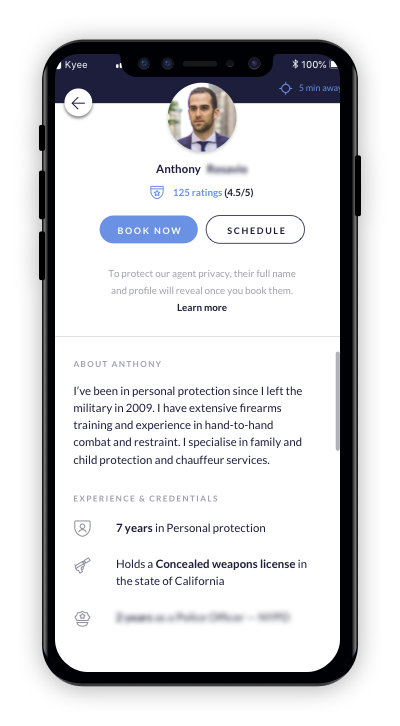 Kyee
100%
5 min away
Anthony
125 ratings (4.5/5)
BOOK NOW
SCHEDULE
To protect our agent privacy, their full name
and profile will reveal once you book them.
Learn more
ABOUT ANTHONY
I've been in personal protection since I left the
military in 2009. I have extensive firearms
training and experience in hand-to-hand
combat and restraint. I specialise in family and
child protection and chauffeur services.
EXPERIENCE & CREDENTIALS
7 years in Personal protection
Holds a Concealed weapons license in
the state of California